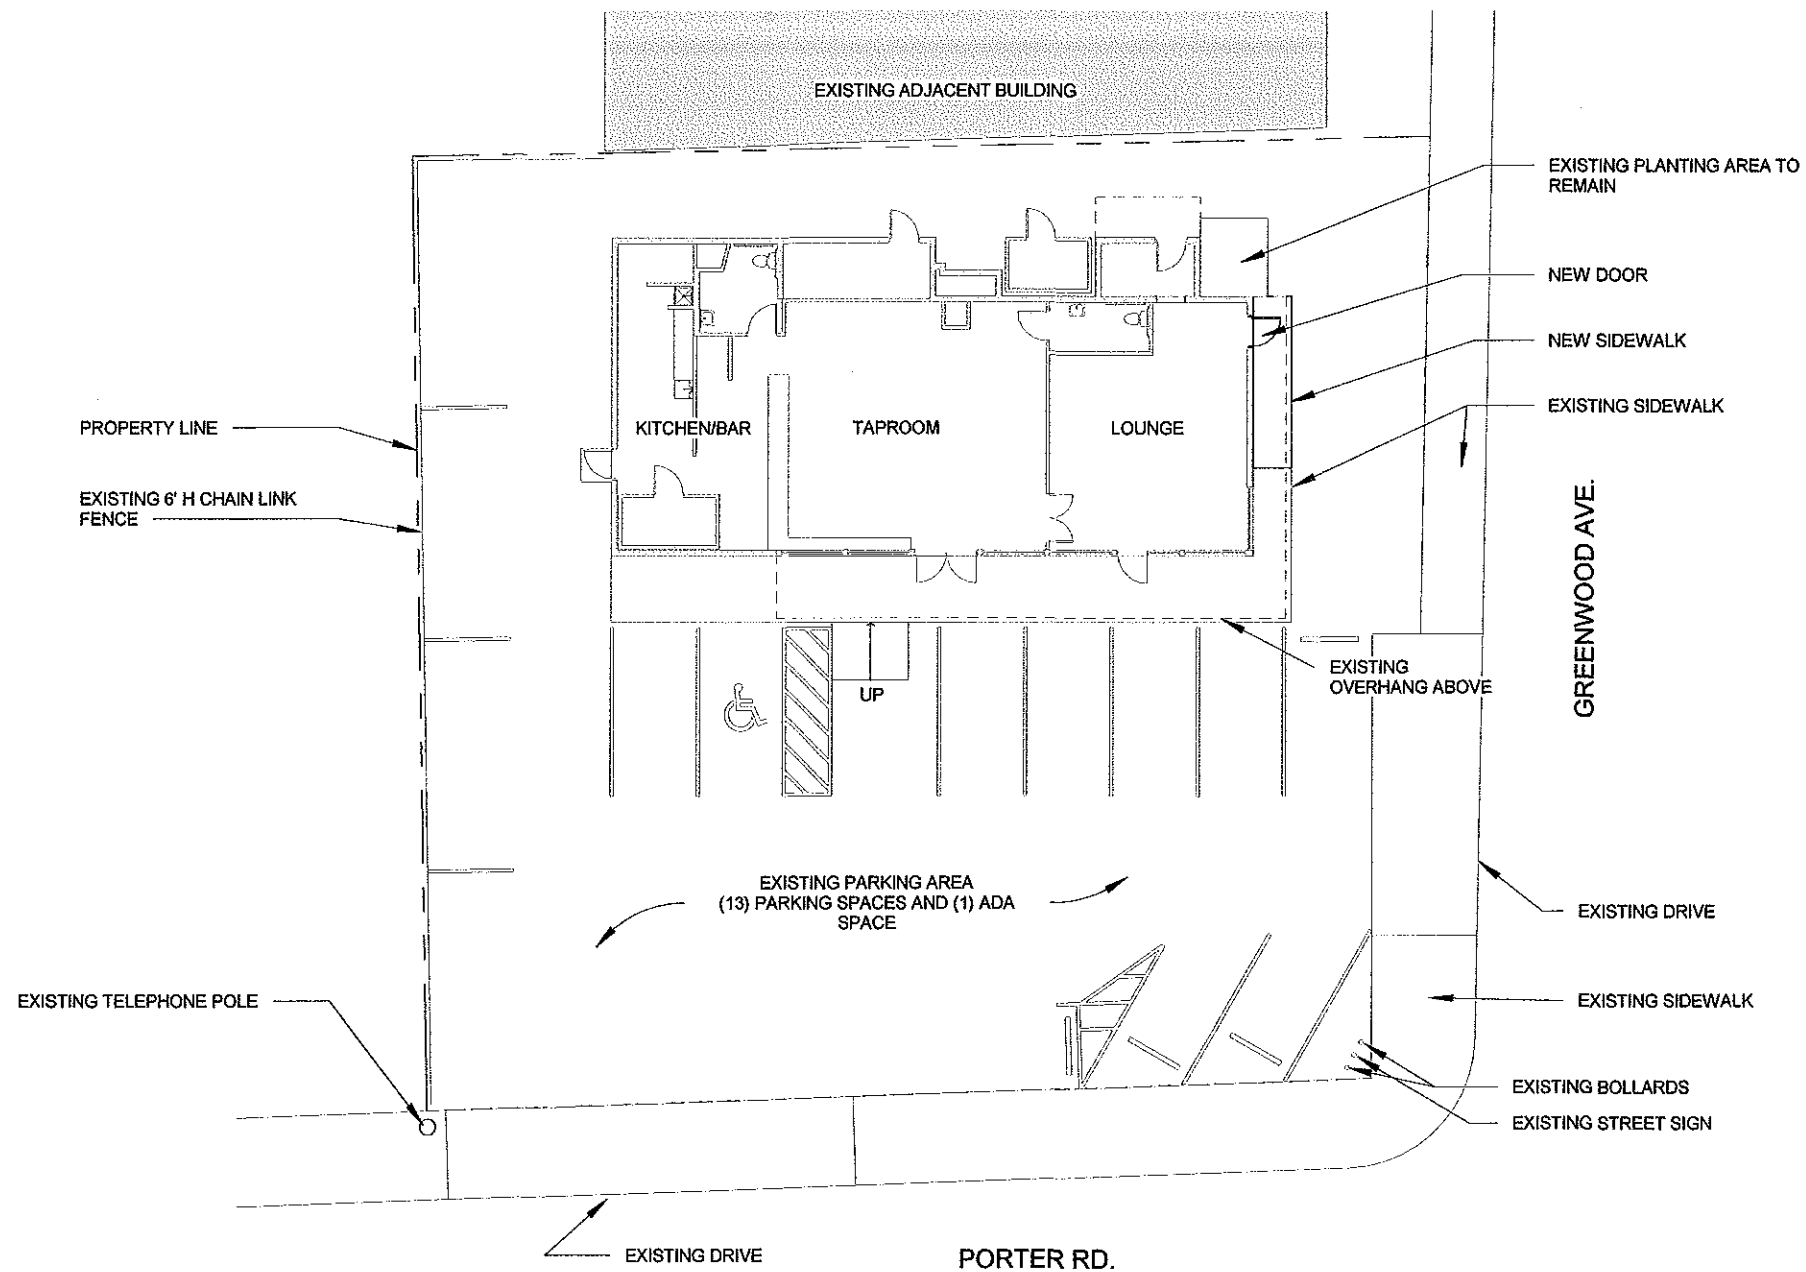 EXISTING ADJACENT BUILDING
EXISTING PLANTING AREA TO
REMAIN
NEW DOOR
NEW SIDEWALK
EXISTING SIDEWALK
PROPERTY LINE
KITCHEN/BAR
TAPROOM
LOUNGE
EXISTING 6' H CHAIN LINK
FENCE
GREENWOOD AVE.
EXISTING
OVERHANG ABOVE
UP
EXISTING PARKING AREA
(13) PARKING SPACES AND (1) ADA
SPACE
EXISTING DRIVE
EXISTING TELEPHONE POLE
EXISTING SIDEWALK
EXISTING BOLLARDS
EXISTING STREET SIGN
EXISTING DRIVE
PORTER RD.